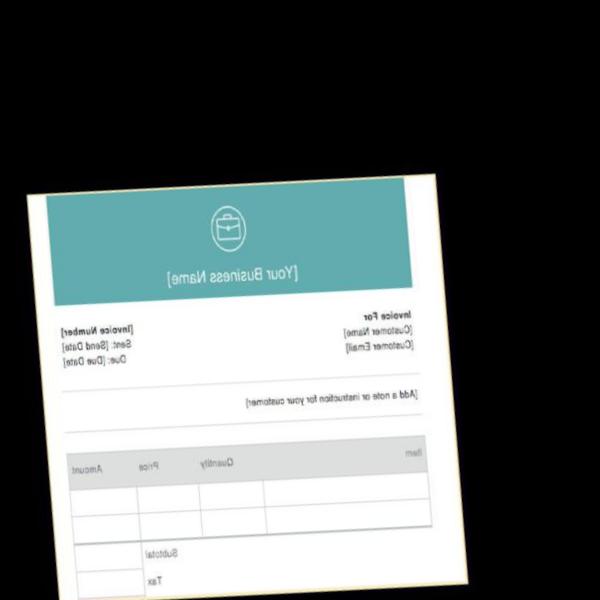 [Your Business Name]
Invoice For
[Customer Name]
[Customer Email]
[Invoice Number]
Sent: [Send Date]
Due: [Due Date]
[Add a note or instruction for your customer]
Item Quantity Price Amount
Subtotal
Tax